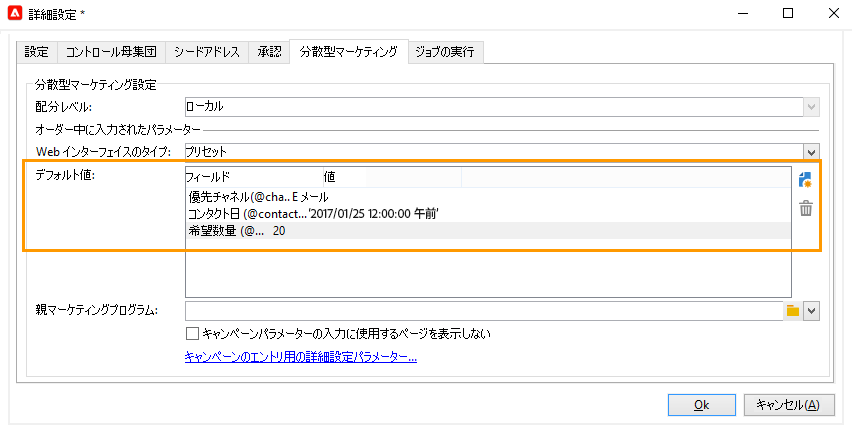 詳細設定 *
設定 コントロール母集団 シードアドレス 承認 分散型マーケティング ジョブの実行
分散型マーケティング設定
配分レベル: ローカル
オーダー中に入力されたパラメーター
Web インターフェイスのタイプ: プリセット
デフォルト値: フィールド 値
優先チャネル(@cha.. E メール
コンタクト日 (@contact... '2017/01/25 12:00:00 午前'
希望数量 (@... 20
親マーケティングプログラム:
キャンペーンパラメーターの入力に使用するページを表示しない
キャンペーンのエントリ用の詳細設定パラメーター...
Ok キャンセル(A)